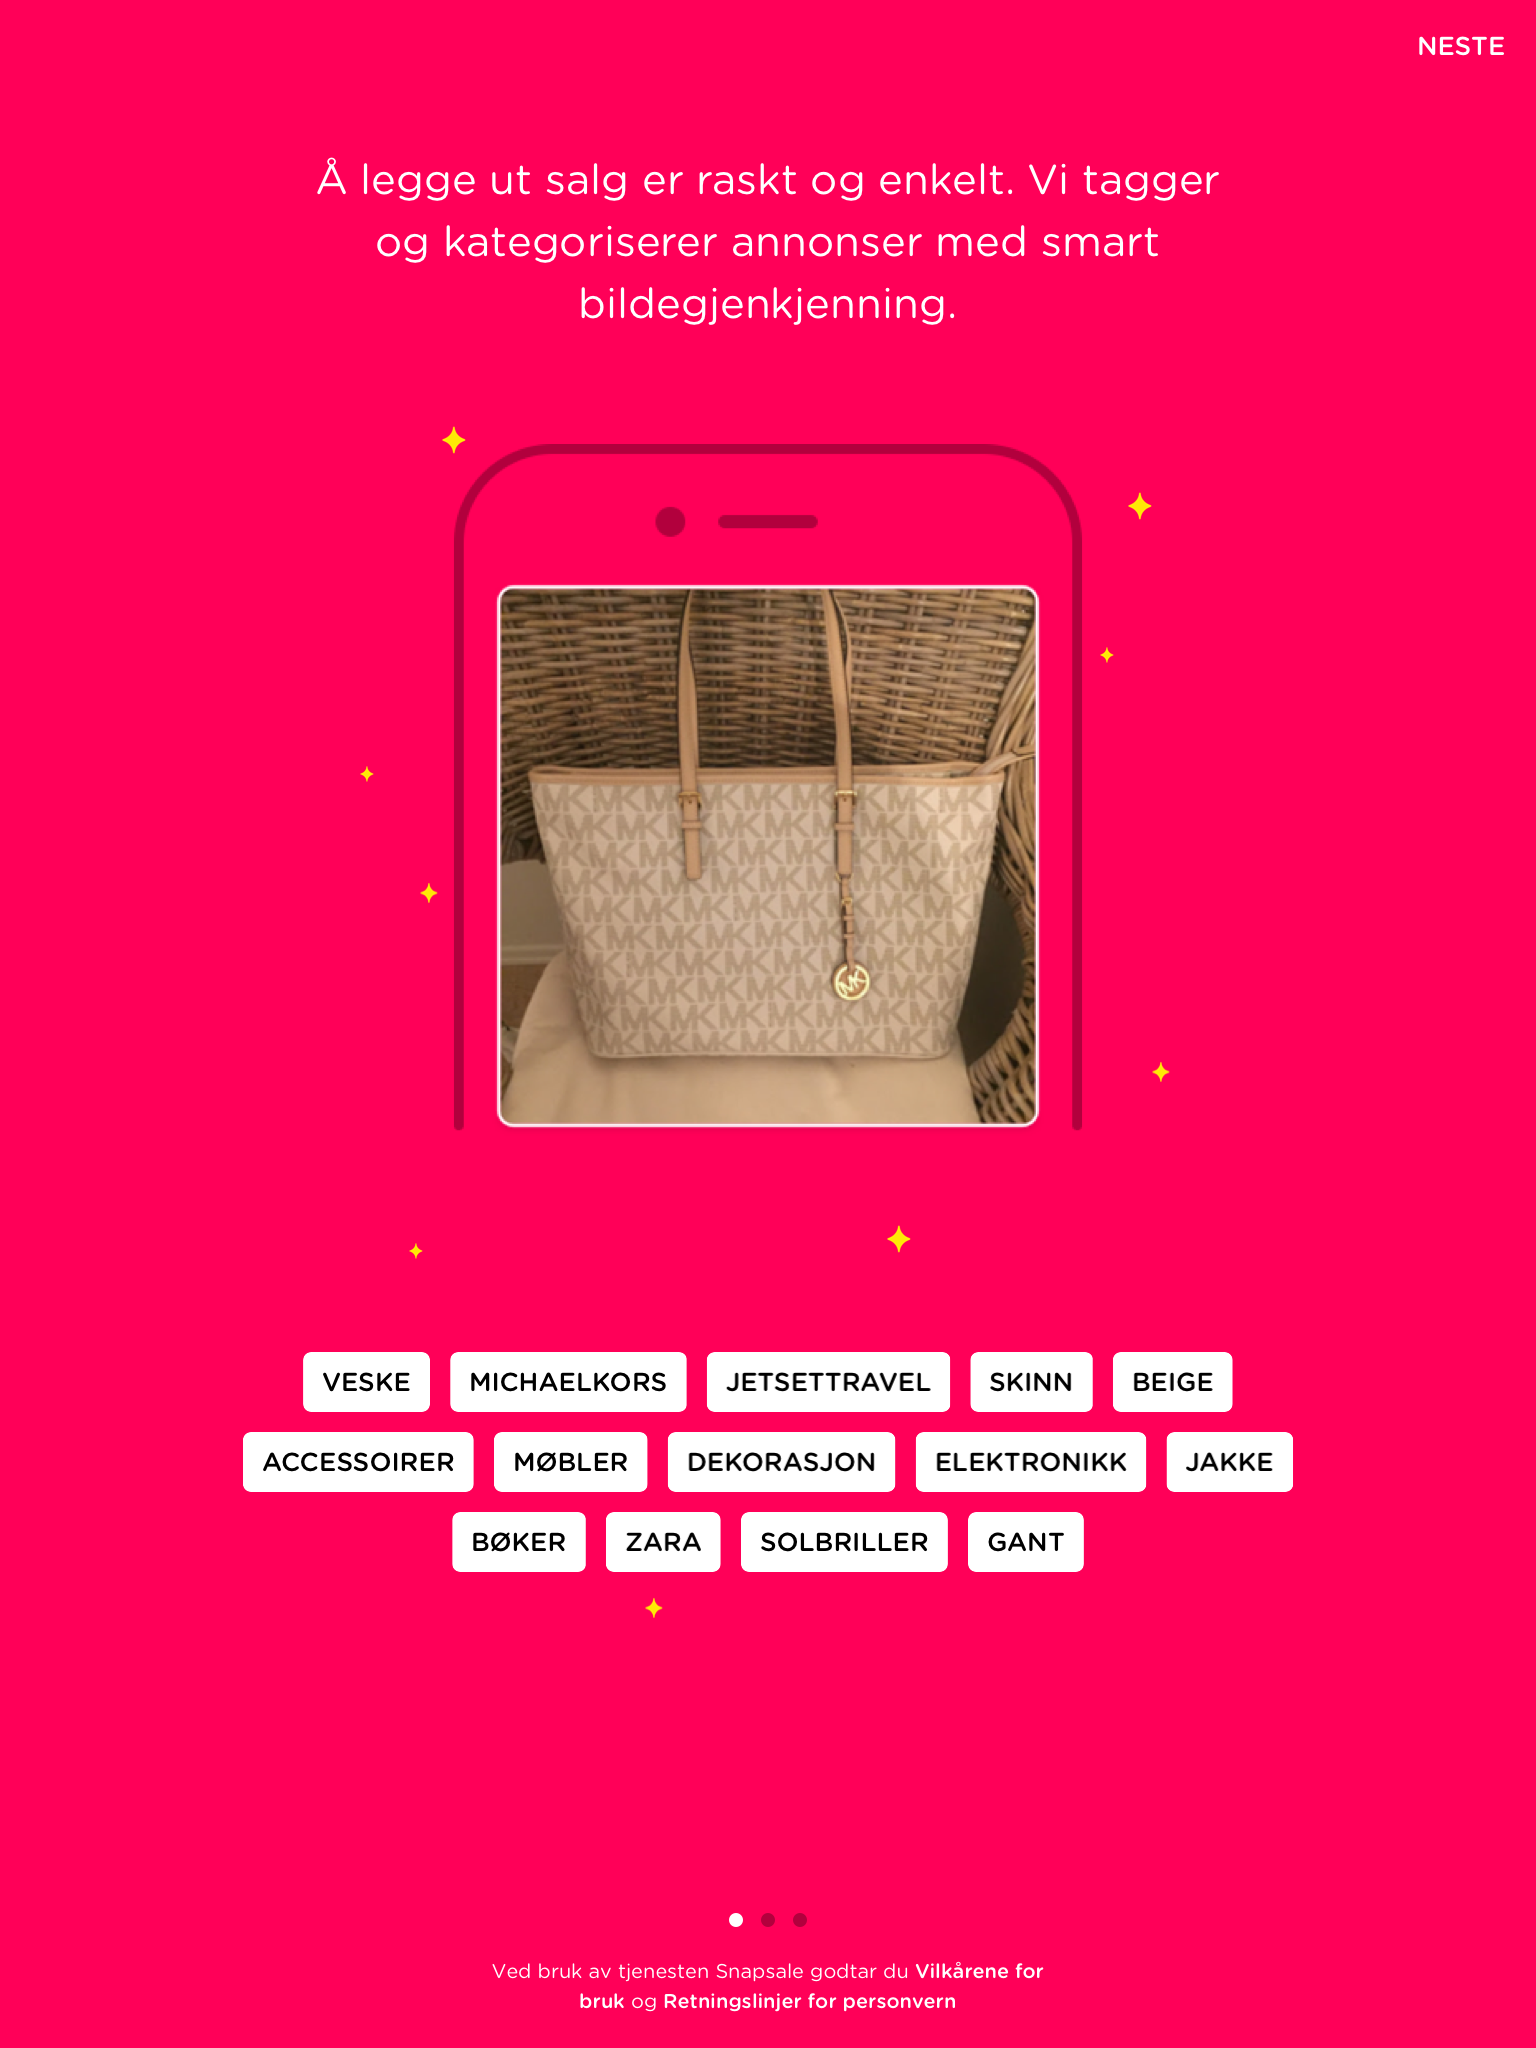 NESTE
Å legge ut salg er raskt og enkelt. Vi tagger
og kategoriserer annonser med smart
bildegjenkjenning.
VESKE MICHAELKORS JETSETTRAVEL SKINN BEIGE
ACCESSOIRER MØBLER DEKORASJON ELEKTRONIKK JAKKE
BØKER ZARA SOLBRILLER GANT
Ved bruk av tjenesten Snapsale godtar du Vilkårene for
bruk og Retningslinjer for personvern